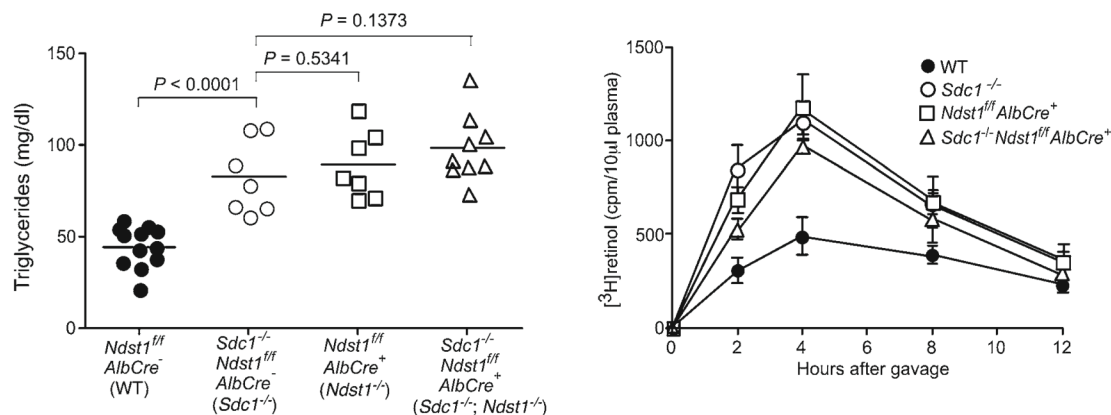 P = 0.1373
P = 0.5341
P < 0.0001
Triglycerides (mg/dl)
150
100
50
0
Ndst1f/f
AlbCre-
(WT)
Sdc1-/-
Ndst1f/f
AlbCre-
(Sdc1-/-)
Ndst1f/f
AlbCre+
(Ndst1-/-)
Sdc1-/-
Ndst1f/f
AlbCre+
(Sdc1-/-; Ndst1-/-)
[3H]retinol (cpm/10μl plasma)
1500
1000
500
0
WT
Sdc1-/-
Ndst1f/f AlbCre+
Sdc1-/-Ndst1f/f AlbCre+
0 2 4 6 8 10 12
Hours after gavage